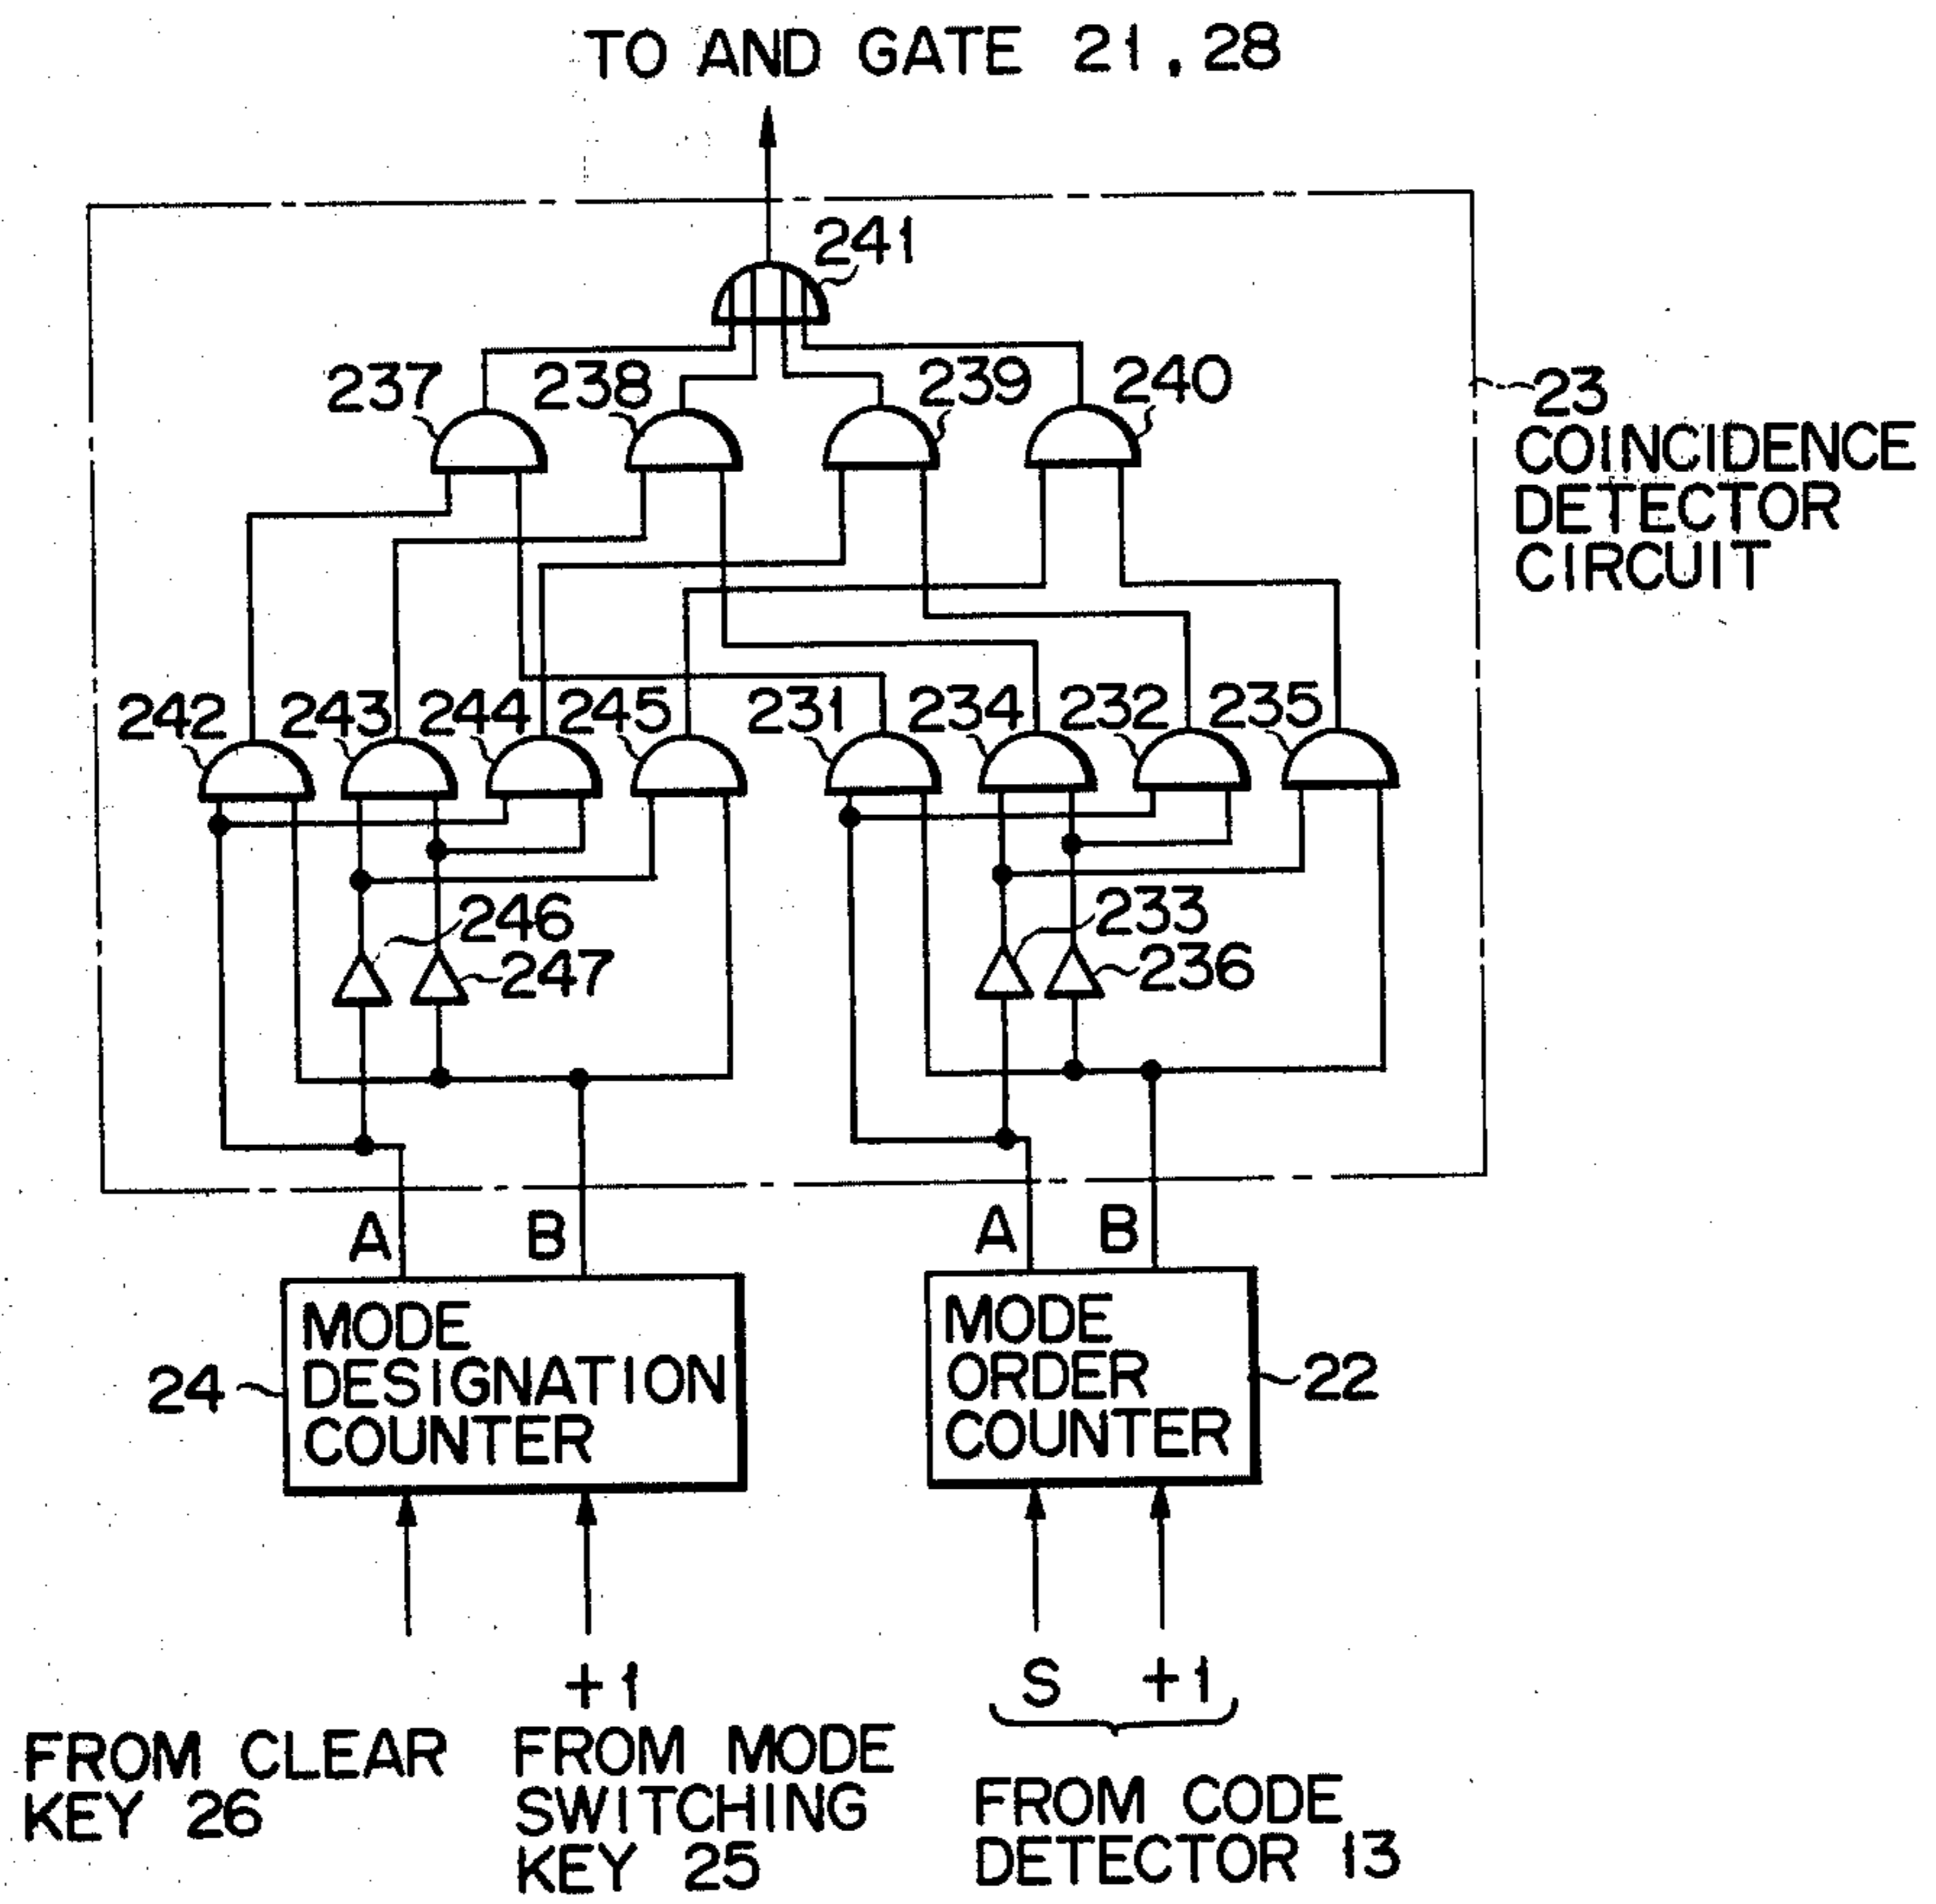 TO AND GATE 21, 28
241
237 238 239 240
23
COINCIDENCE
DETECTOR
CIRCUIT
242 243 244 245 231 234 232 235
246 233
247 236
A B A B
MODE
DESIGNATION
COUNTER
24
MODE
ORDER
COUNTER
22
+1
S +1
FROM CLEAR
KEY 26
FROM MODE
SWITCHING
KEY 25
FROM CODE
DETECTOR 13